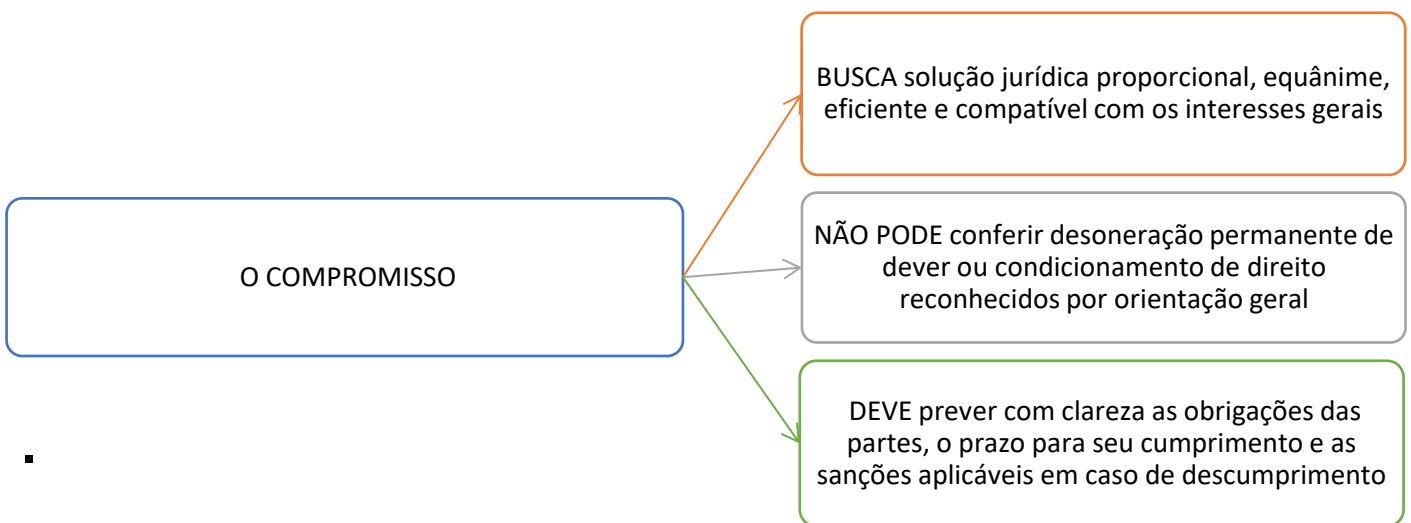 O COMPROMISSO
BUSCA solução jurídica proporcional, equânime,
eficiente e compatível com os interesses gerais
NÃO PODE conferir desoneração permanente de
dever ou condicionamento de direito
reconhecidos por orientação geral
DEVE prever com clareza as obrigações das
partes, o prazo para seu cumprimento e as
sanções aplicáveis em caso de descumprimento